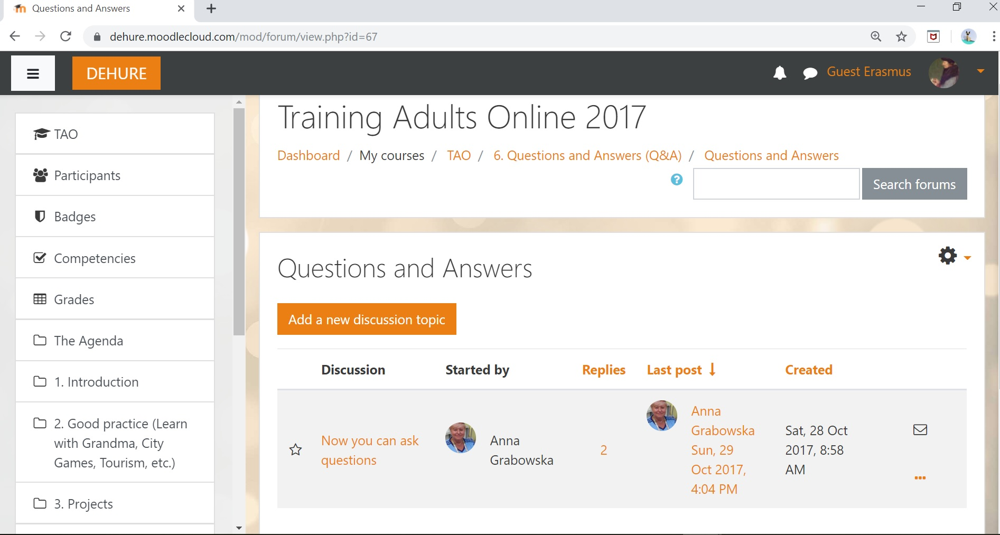 Questions and Answers
dehure.moodlecloud.com/mod/forum/view.php?id=67
DEHURE
Guest Erasmus
TAO
Participants
Badges
Competencies
Grades
The Agenda
1. Introduction
2. Good practice (Learn
with Grandma, City
Games, Tourism, etc.)
3. Projects
Training Adults Online 2017
Dashboard / My courses / TAO / 6. Questions and Answers (Q&A) / Questions and Answers
Search forums
Questions and Answers
Add a new discussion topic
Discussion Started by Replies Last post ↓ Created
Now you can ask
questions
Anna
Grabowska
2
Anna
Grabowska
Sun, 29
Oct 2017,
4:04 PM
Sat, 28 Oct
2017, 8:58
AM